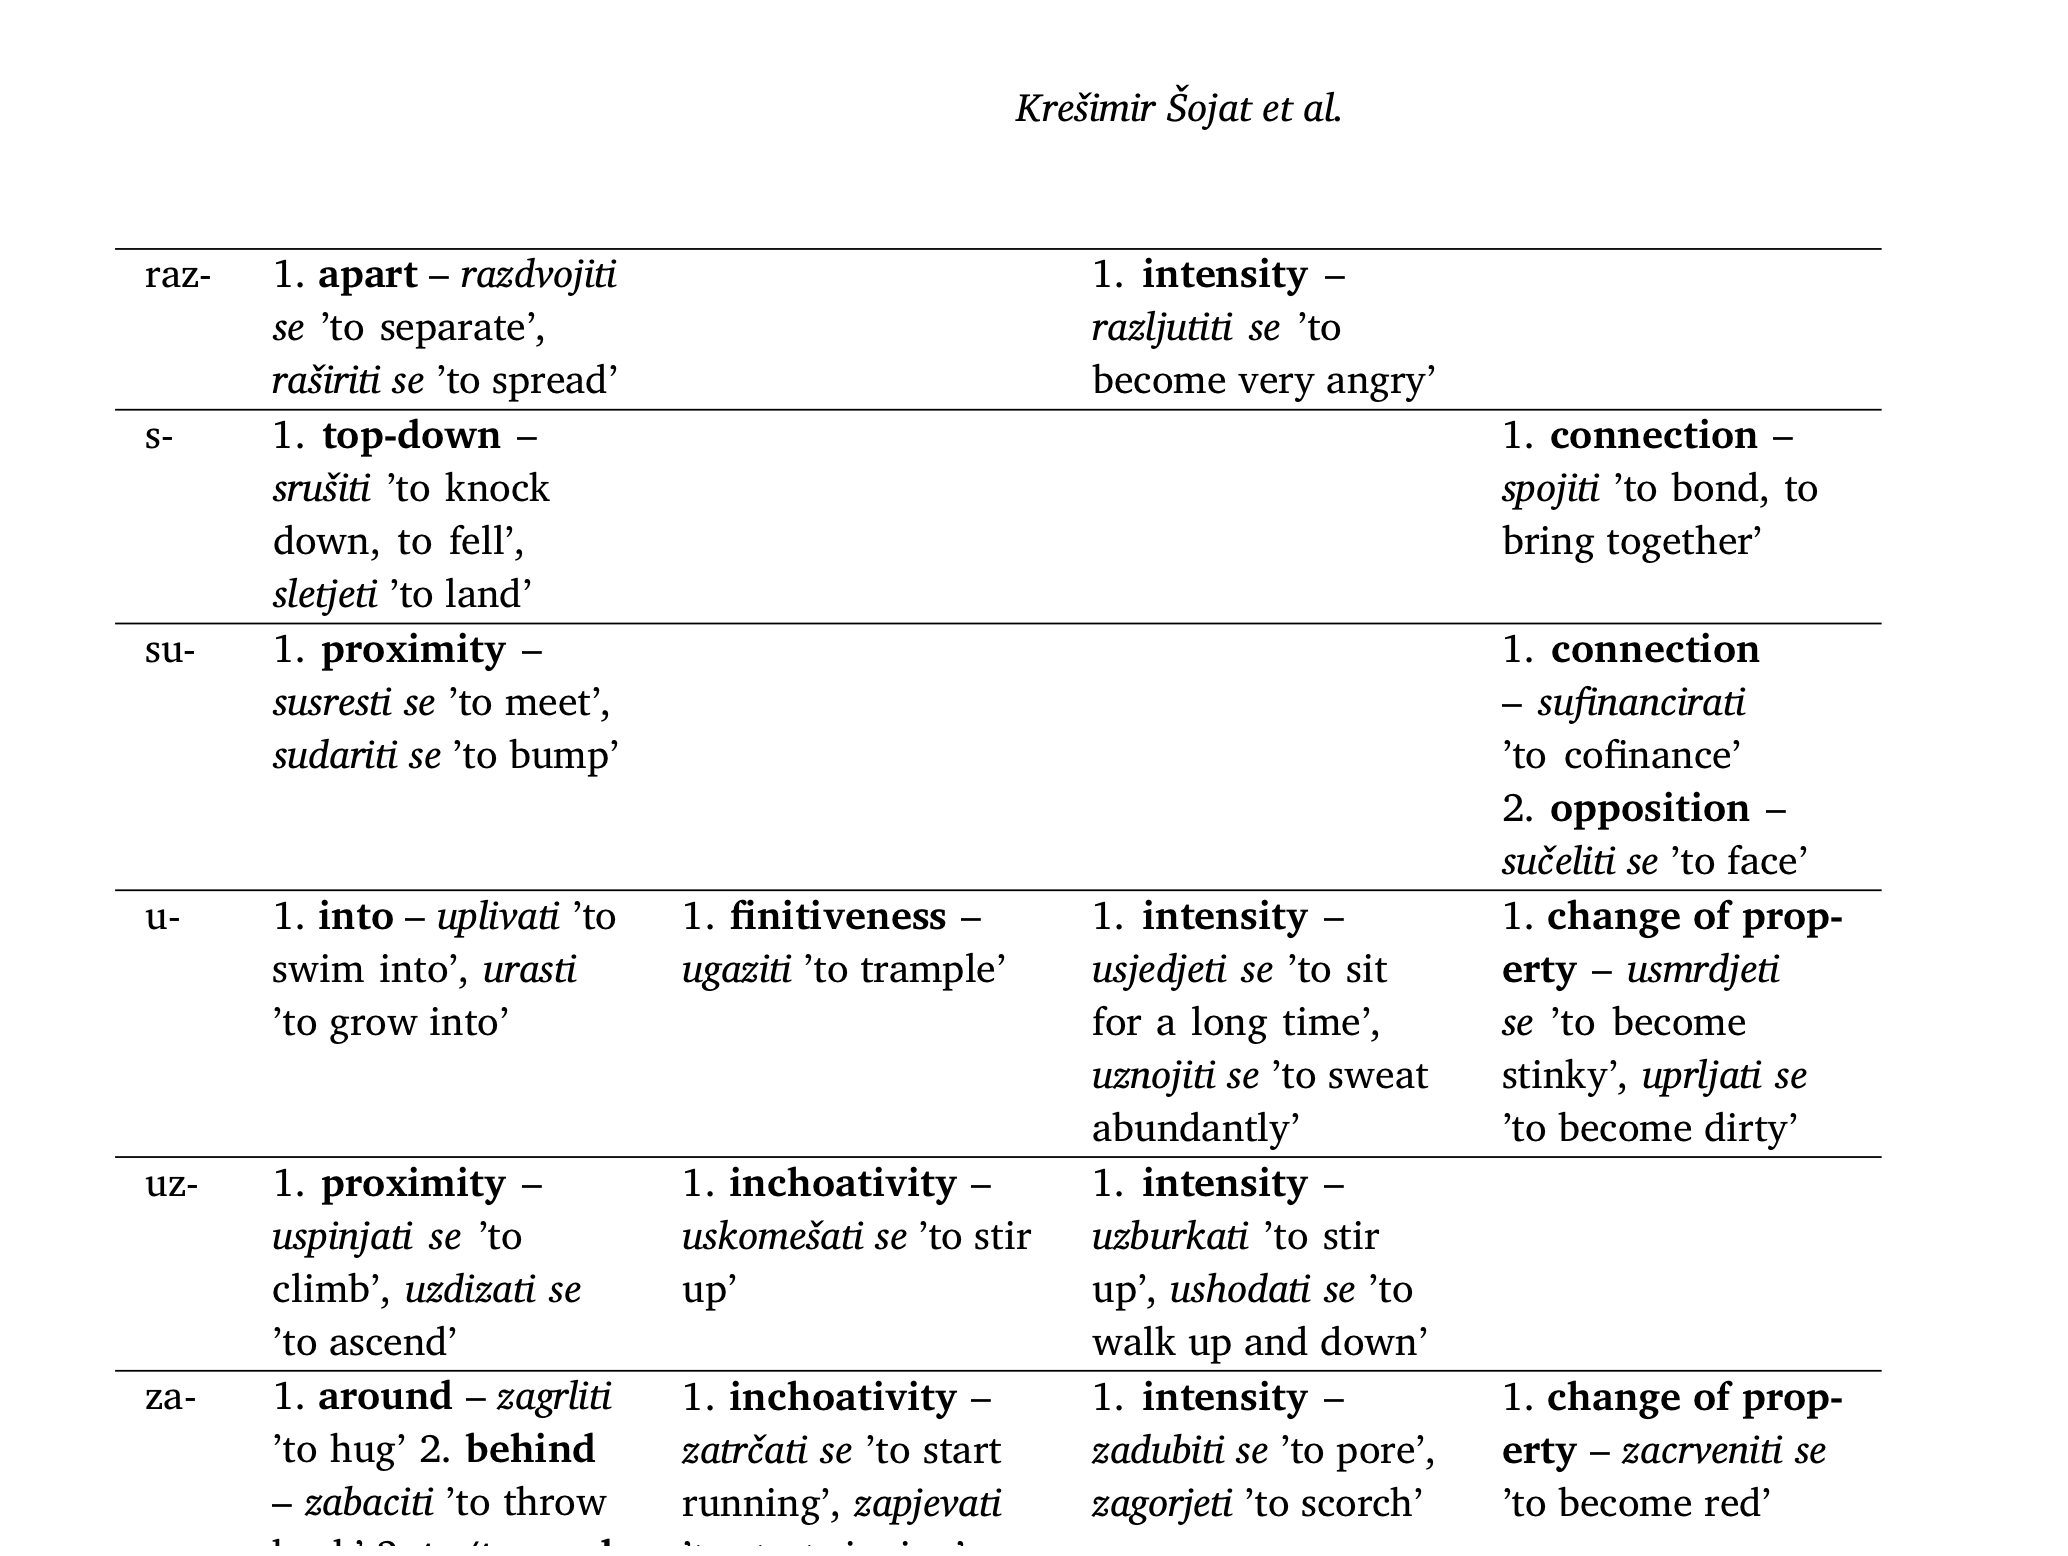 Krešimir Šojat et al.
raz-
1. apart – razdvojiti
se ’to separate’,
raširiti se ’to spread’
1. intensity –
razljutiti se ’to
become very angry’
s-
1. top-down –
srušiti ’to knock
down, to fell’,
sletjeti ’to land’
1. connection –
spojiti ’to bond, to
bring together’
su-
1. proximity –
susresti se ’to meet’,
sudariti se ’to bump’
1. connection
– sufinancirati
’to cofinance’
2. opposition –
sučeliti se ’to face’
u-
1. into – uplivati ’to
swim into’, urasti
’to grow into’
1. finitiveness –
ugaziti ’to trample’
1. intensity –
usjedjeti se ’to sit
for a long time’,
uznojiti se ’to sweat
abundantly’
1. change of prop-
erty – usmrdjeti
se ’to become
stinky’, uprljati se
’to become dirty’
uz-
1. proximity –
uspinjati se ’to
climb’, uzdizati se
’to ascend’
1. inchoativity –
uskomešati se ’to stir
up’
1. intensity –
uzburkati ’to stir
up’, ushodati se ’to
walk up and down’
za-
1. around – zagrliti
’to hug’ 2. behind
– zabaciti ’to throw
1. inchoativity –
zatrčati se ’to start
running’, zapjevati
1. intensity –
zadubiti se ’to pore’,
zagorjeti ’to scorch’
1. change of prop-
erty – zacrveniti se
’to become red’